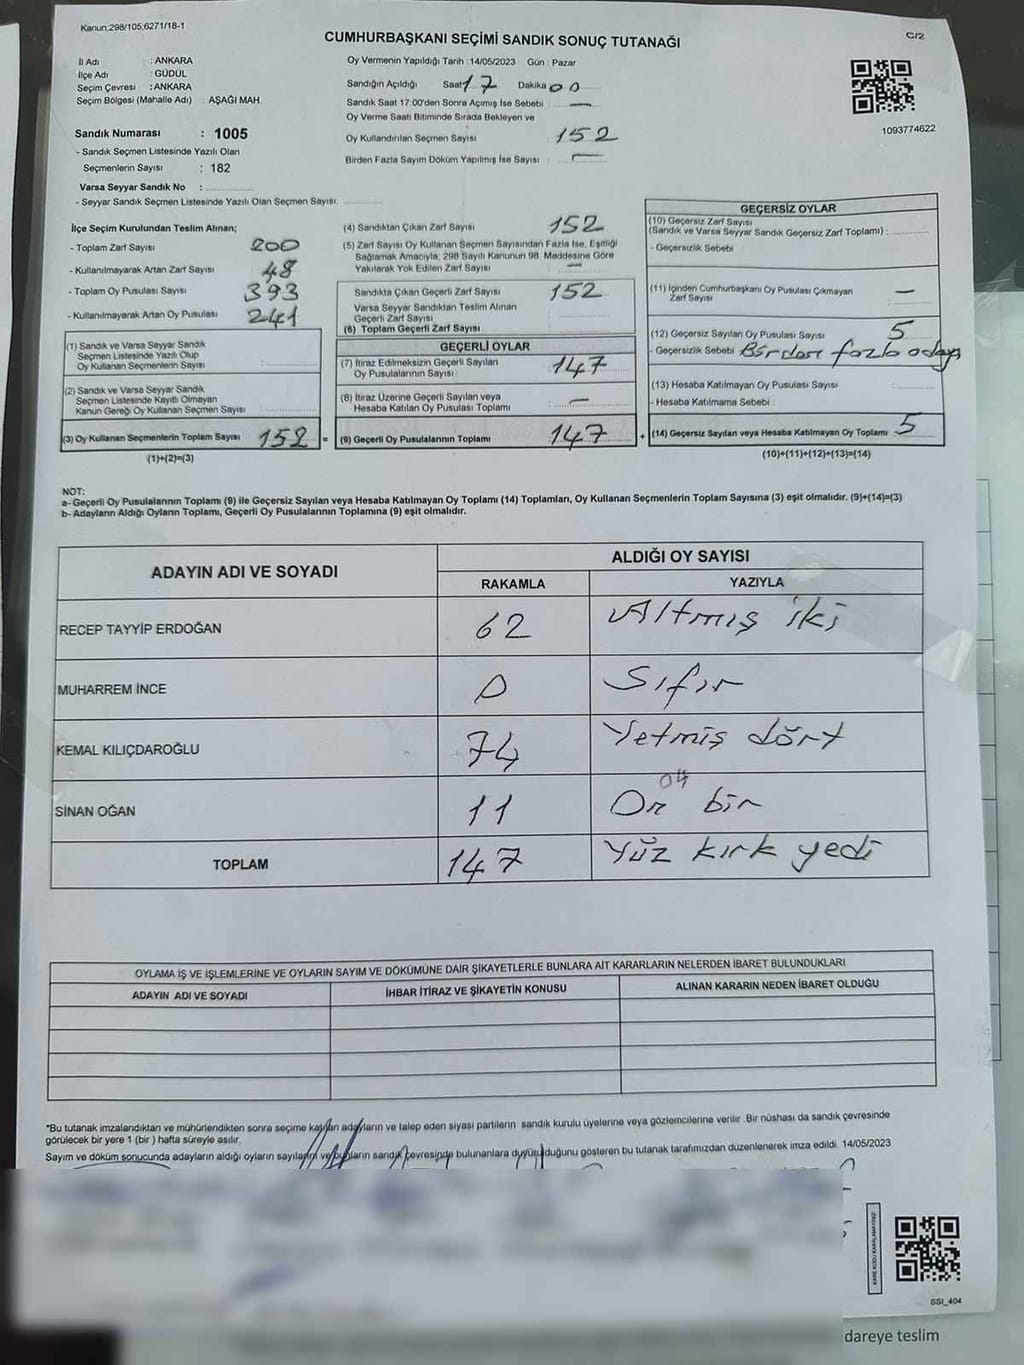 Kanun:298/105;6271/18-1
C/2
CUMHURBAŞKANI SEÇİMİ SANDIK SONUÇ TUTANAĞI
İl Adı : ANKARA
İlçe Adı : GÜDÜL
Seçim Çevresi : ANKARA
Seçim Bölgesi (Mahalle Adı) : AŞAĞI MAH.
Sandık Numarası : 1005
- Sandık Seçmen Listesinde Yazılı Olan
Seçmenlerin Sayısı : 182
Varsa Seyyar Sandık No :
- Seyyar Sandık Seçmen Listesinde Yazılı Olan Seçmen Sayısı:
Oy Vermenin Yapıldığı Tarih : 14/05/2023 Gün : Pazar
Sandığın Açıldığı Saat 17 Dakika 00
Sandık Saat 17.00'den Sonra Açımış İse Sebebi : —
Oy Verme Saati Bitiminde Sırada Bekleyen ve
Oy Kullandırılan Seçmen Sayısı : 152
Birden Fazla Sayım Döküm Yapılmış İse Sayısı : —
1093774622
İlçe Seçim Kurulundan Teslim Alınan;
- Toplam Zarf Sayısı 200
- Kullanılmayarak Artan Zarf Sayısı 48
- Toplam Oy Pusulası Sayısı 393
- Kullanılmayarak Artan Oy Pusulası 241
(1) Sandık ve Varsa Seyyar Sandık
Seçmen Listesinde Yazılı Olup
Oy Kullanan Seçmenlerin Sayısı
(2) Sandık ve Varsa Seyyar Sandık
Seçmen Listesinde Kayıtlı Olmayan
Kanun Gereği Oy Kullanan Seçmen Sayısı
(3) Oy Kullanan Seçmenlerin Toplam Sayısı 152 =
(1)+(2)=(3)
(4) Sandıktan Çıkan Zarf Sayısı 152
(5) Zarf Sayısı Oy Kullanan Seçmen Sayısından Fazla İse, Eşitliği
Sağlamak Amacıyla; 298 Sayılı Kanunun 98. Maddesine Göre
Yakılarak Yok Edilen Zarf Sayısı : —
Sandıkta Çıkan Geçerli Zarf Sayısı 152
Varsa Seyyar Sandıktan Teslim Alınan
Geçerli Zarf Sayısı
(6) Toplam Geçerli Zarf Sayısı
GEÇERLİ OYLAR
(7) İtiraz Edilmeksizin Geçerli Sayılan
Oy Pusulalarının Sayısı 147
(8) İtiraz Üzerine Geçerli Sayılan veya
Hesaba Katılan Oy Pusulası Toplamı —
(9) Geçerli Oy Pusulalarının Toplamı 147 +
GEÇERSİZ OYLAR
(10) Geçersiz Zarf Sayısı
(Sandık ve Varsa Seyyar Sandık Geçersiz Zarf Toplamı) :
- Geçersizlik Sebebi
(11) İçinden Cumhurbaşkanı Oy Pusulası Çıkmayan
Zarf Sayısı —
(12) Geçersiz Sayılan Oy Pusulası Sayısı 5
- Geçersizlik Sebebi Birden fazla aday
(13) Hesaba Katılmayan Oy Pusulası Sayısı
- Hesaba Katılmama Sebebi :
(14) Geçersiz Sayılan veya Hesaba Katılmayan Oy Toplamı 5
(10)+(11)+(12)+(13)=(14)
NOT:
a- Geçerli Oy Pusulalarının Toplamı (9) ile Geçersiz Sayılan veya Hesaba Katılmayan Oy Toplamı (14) Toplamları, Oy Kullanan Seçmenlerin Toplam Sayısına (3) eşit olmalıdır. (9)+(14)=(3)
b- Adayların Aldığı Oyların Toplamı, Geçerli Oy Pusulalarının Toplamına (9) eşit olmalıdır.
ADAYIN ADI VE SOYADI
ALDIĞI OY SAYISI
RAKAMLA YAZIYLA
RECEP TAYYİP ERDOĞAN 62 Altmış iki
MUHARREM İNCE 0 Sıfır
KEMAL KILIÇDAROĞLU 74 Yetmiş dört
SİNAN OĞAN 11 On bir
TOPLAM 147 Yüz kırk yedi
OYLAMA İŞ VE İŞLEMLERİNE VE OYLARIN SAYIM VE DÖKÜMÜNE DAİR ŞİKAYETLERLE BUNLARA AİT KARARLARIN NELERDEN İBARET BULUNDUKLARI
ADAYIN ADI VE SOYADI İHBAR İTİRAZ VE ŞİKAYETİN KONUSU ALINAN KARARIN NEDEN İBARET OLDUĞU
*Bu tutanak imzalandıktan ve mühürlendikten sonra seçime katılan adayların ve talep eden siyasi partilerin sandık kurulu üyelerine veya gözlemcilerine verilir. Bir nüshası da sandık çevresinde
görülecek bir yere 1 (bir) hafta süreyle asılır.
Sayım ve döküm sonucunda adayların aldığı oyların sayılarını ve bunların sandık çevresinde bulunanlara duyurulduğunu gösteren bu tutanak tarafımızdan düzenlenerek imza edildi. 14/05/2023
SSI_404
dareye teslim